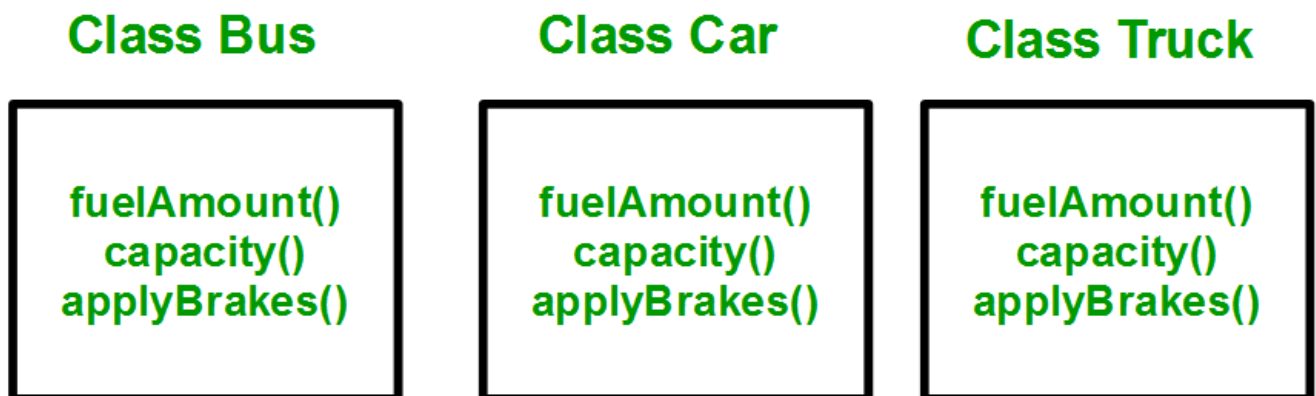 Class Bus
fuelAmount()
capacity()
applyBrakes()
Class Car
fuelAmount()
capacity()
applyBrakes()
Class Truck
fuelAmount()
capacity()
applyBrakes()